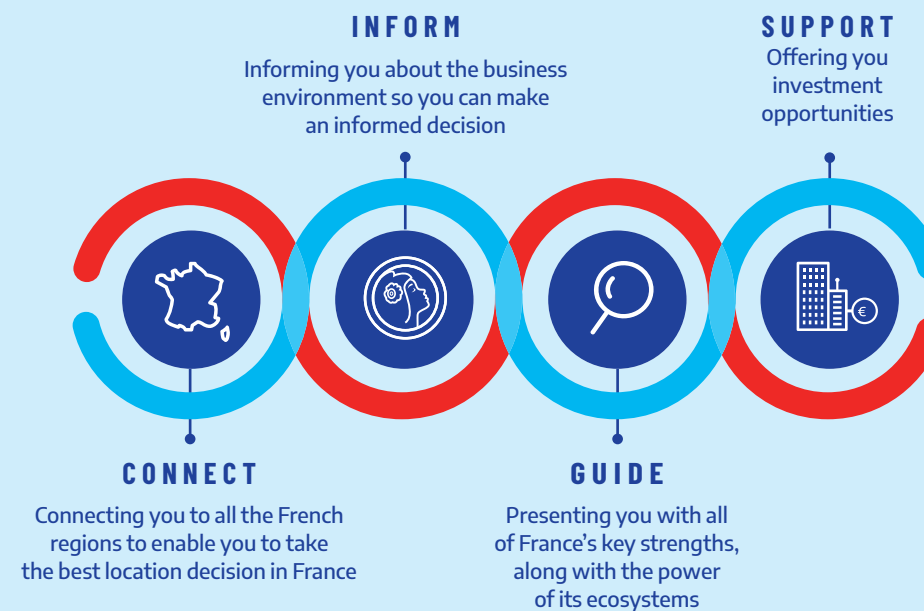 INFORM
Informing you about the business
environment so you can make
an informed decision
SUPPORT
Offering you
investment
opportunities
€
CONNECT
Connecting you to all the French
regions to enable you to take
the best location decision in France
GUIDE
Presenting you with all
of France’s key strengths,
along with the power
of its ecosystems